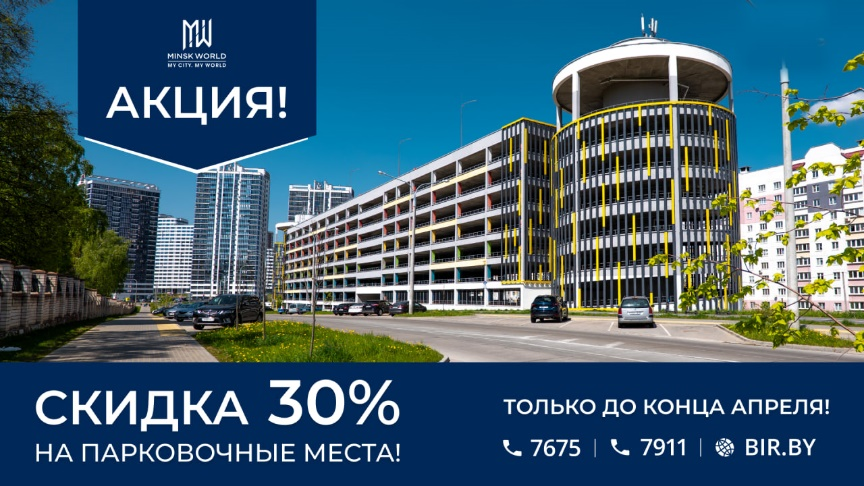 MINSK WORLD
MY CITY. MY WORLD
АКЦИЯ!
СКИДКА 30%
НА ПАРКОВОЧНЫЕ МЕСТА!
ТОЛЬКО ДО КОНЦА АПРЕЛЯ!
7675 | 7911 | BIR.BY